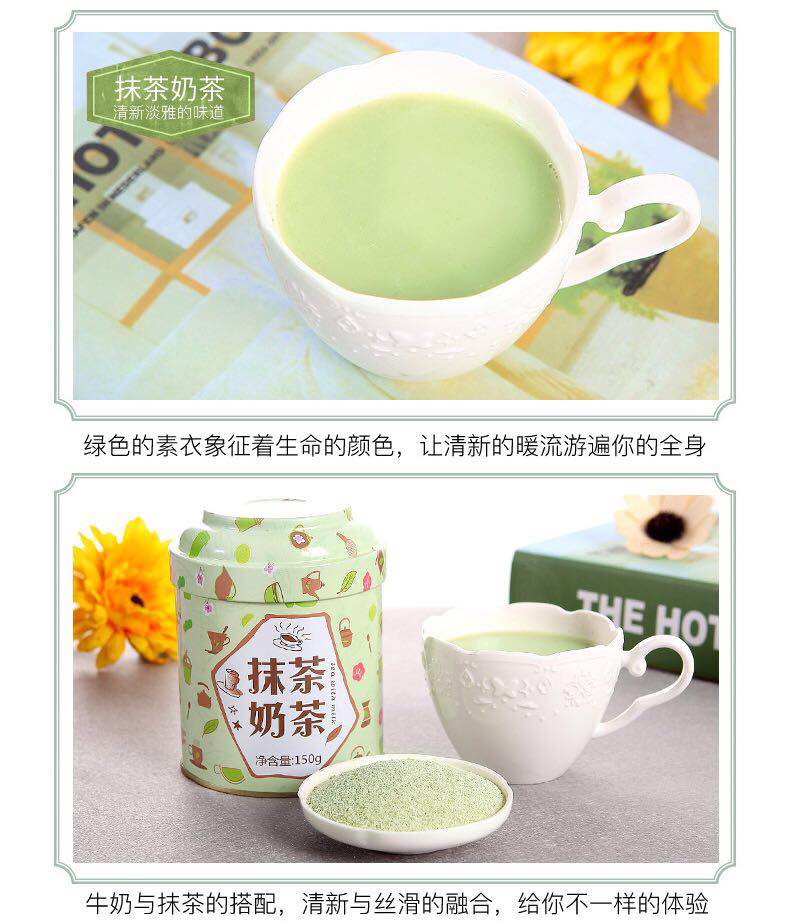 抹茶奶茶
清新淡雅的味道
绿色的素衣象征着生命的颜色，让清新的暖流游遍你的全身
THE HOT
抹茶
奶茶
tea with milk
净含量:150g
牛奶与抹茶的搭配，清新与丝滑的融合，给你不一样的体验